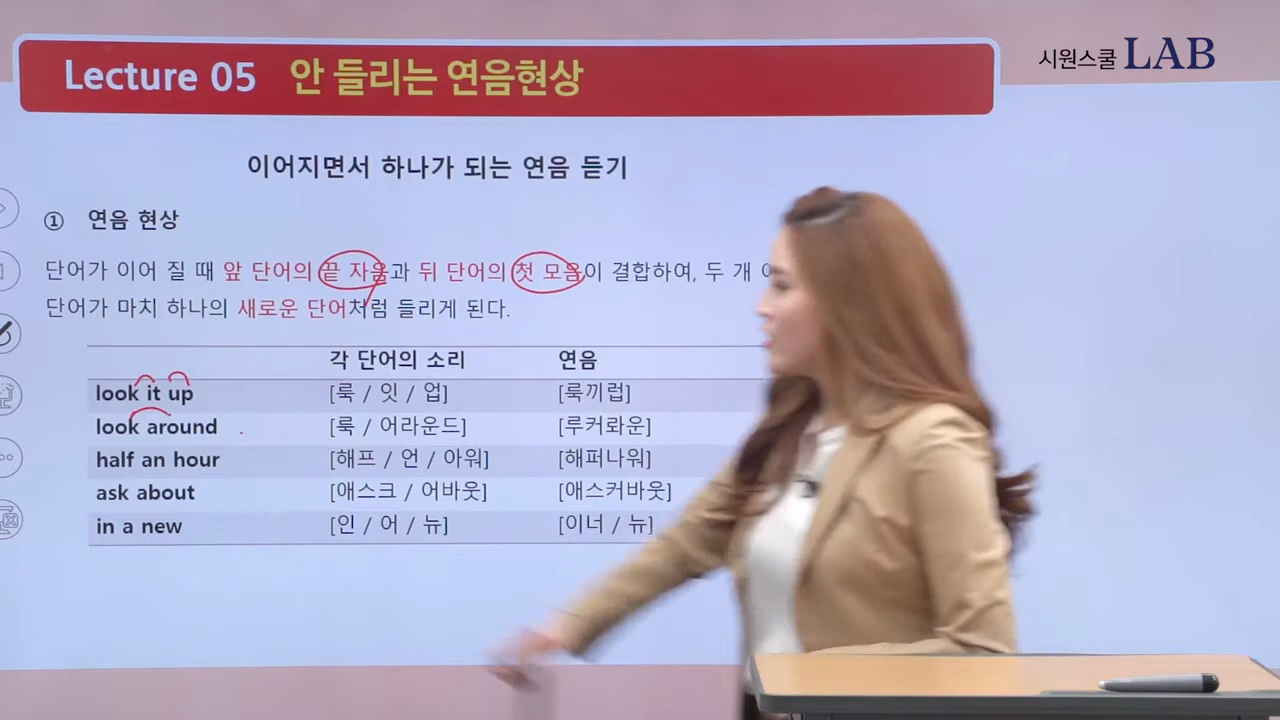 시원스쿨 LAB
Lecture 05 안 들리는 연음현상
이어지면서 하나가 되는 연음 듣기
① 연음 현상
단어가 이어 질 때 앞 단어의 끝 자음과 뒤 단어의 첫 모음이 결합하여, 두 개
단어가 마치 하나의 새로운 단어처럼 들리게 된다.
각 단어의 소리 연음
look it up [룩 / 잇 / 업] [룩끼럽]
look around [룩 / 어라운드] [루커롸운]
half an hour [해프 / 언 / 아워] [해퍼나워]
ask about [애스크 / 어바웃] [애스커바웃]
in a new [인 / 어 / 뉴] [이너 / 뉴]